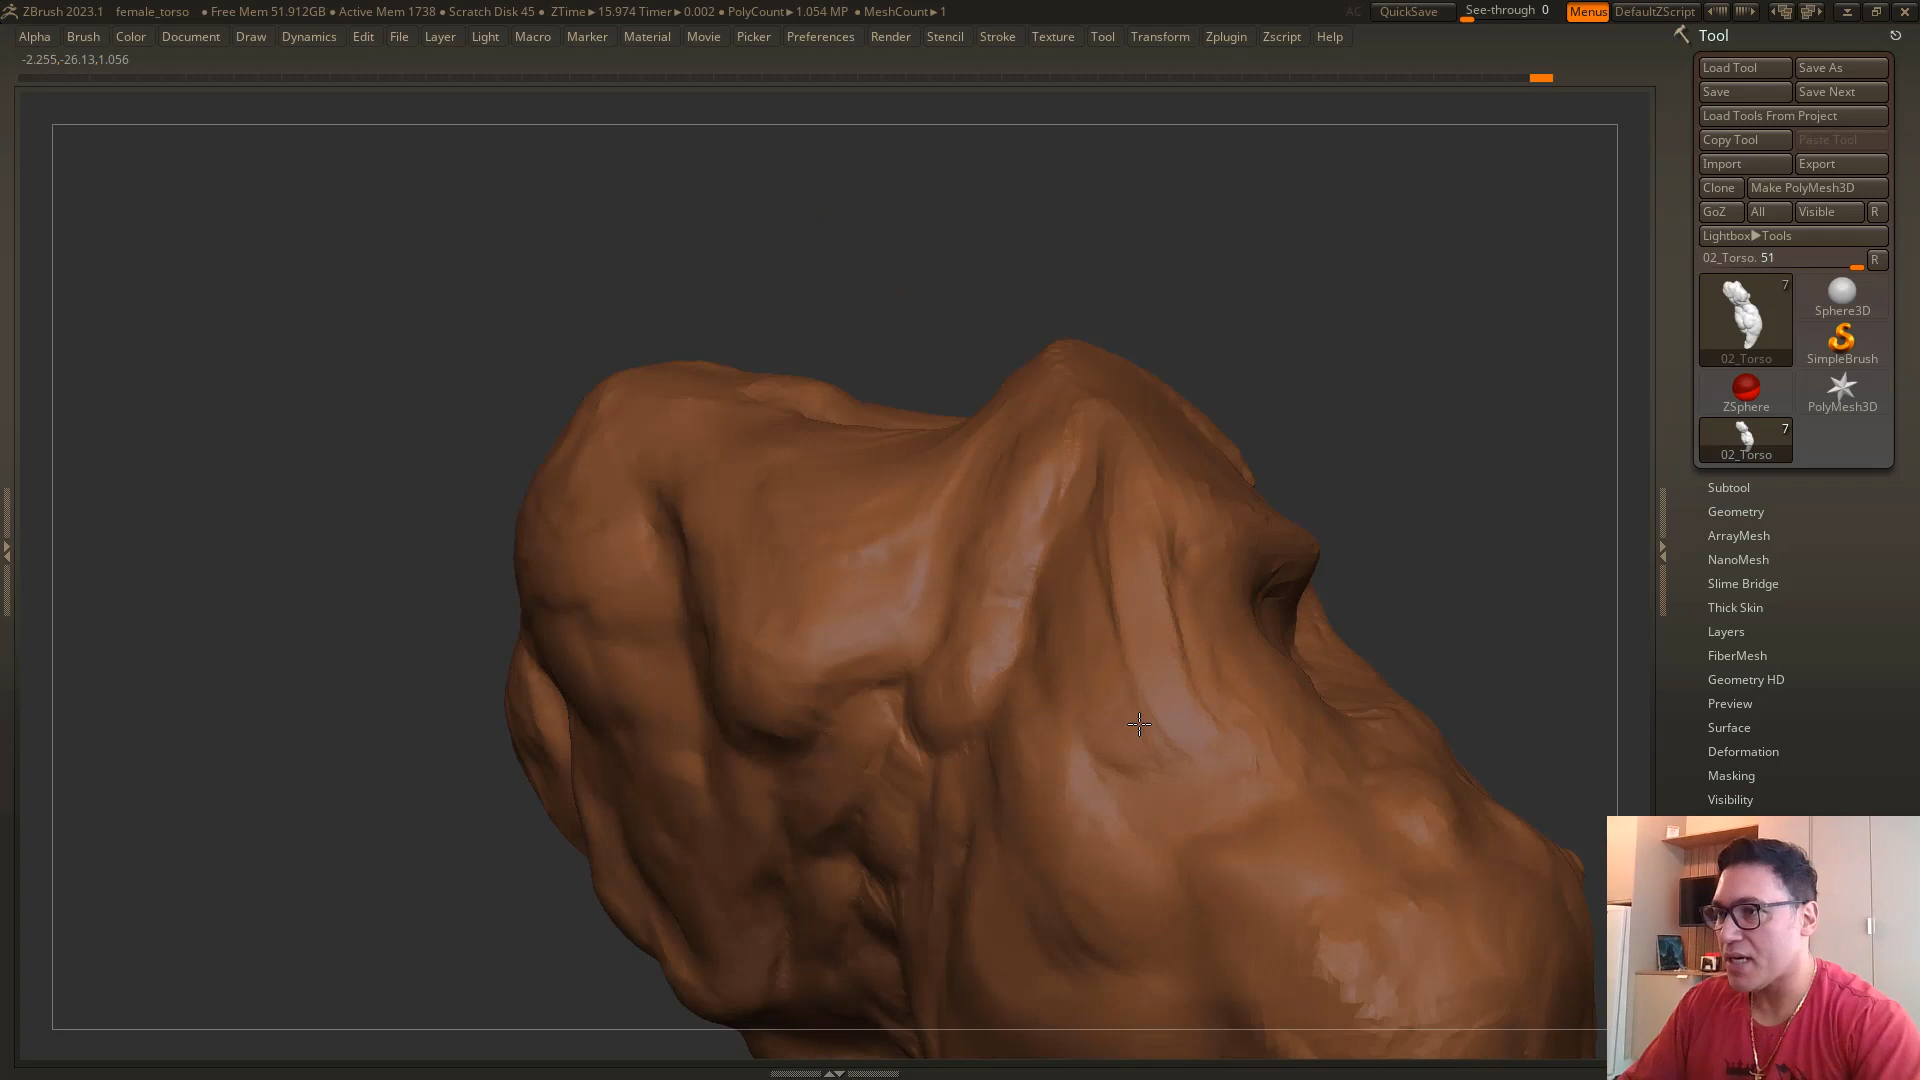 ZBrush 2023.1 female_torso • Free Mem 51.912GB • Active Mem 1738 • Scratch Disk 45 • ZTime▶15.974 Timer▶0.002 • PolyCount▶1.054 MP • MeshCount▶1 AC QuickSave See-through 0 Menus DefaultZScript
Alpha Brush Color Document Draw Dynamics Edit File Layer Light Macro Marker Material Movie Picker Preferences Render Stencil Stroke Texture Tool Transform Zplugin Zscript Help
-2.255,-26.13,1.056
Tool
Load Tool Save As
Save Save Next
Load Tools From Project
Copy Tool Paste Tool
Import Export
Clone Make PolyMesh3D
GoZ All Visible R
Lightbox▶Tools
02_Torso. 51 R
7
02_Torso
Sphere3D
SimpleBrush
ZSphere
PolyMesh3D
7
02_Torso
Subtool
Geometry
ArrayMesh
NanoMesh
Slime Bridge
Thick Skin
Layers
FiberMesh
Geometry HD
Preview
Surface
Deformation
Masking
Visibility